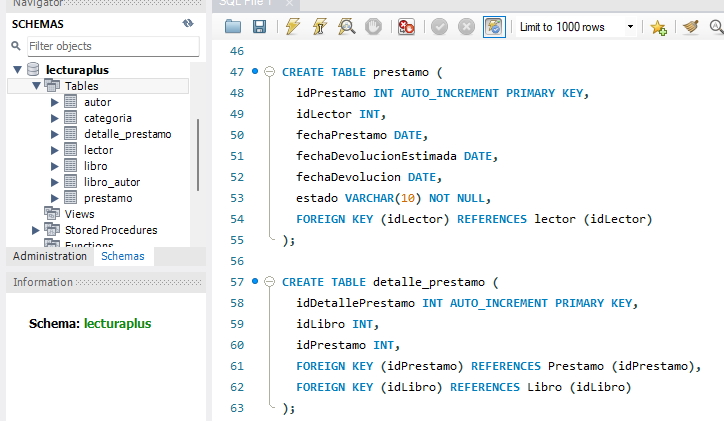 Navigator
SCHEMAS
Filter objects
lecturaplus
Tables
autor
categoria
detalle_prestamo
lector
libro
libro_autor
prestamo
Views
Stored Procedures
Functions
Administration Schemas
Information
Schema: lecturaplus
SQL File 1
Limit to 1000 rows
46
47 CREATE TABLE prestamo (
48 idPrestamo INT AUTO_INCREMENT PRIMARY KEY,
49 idLector INT,
50 fechaPrestamo DATE,
51 fechaDevolucionEstimada DATE,
52 fechaDevolucion DATE,
53 estado VARCHAR(10) NOT NULL,
54 FOREIGN KEY (idLector) REFERENCES lector (idLector)
55 );
56
57 CREATE TABLE detalle_prestamo (
58 idDetallePrestamo INT AUTO_INCREMENT PRIMARY KEY,
59 idLibro INT,
60 idPrestamo INT,
61 FOREIGN KEY (idPrestamo) REFERENCES Prestamo (idPrestamo),
62 FOREIGN KEY (idLibro) REFERENCES Libro (idLibro)
63 );